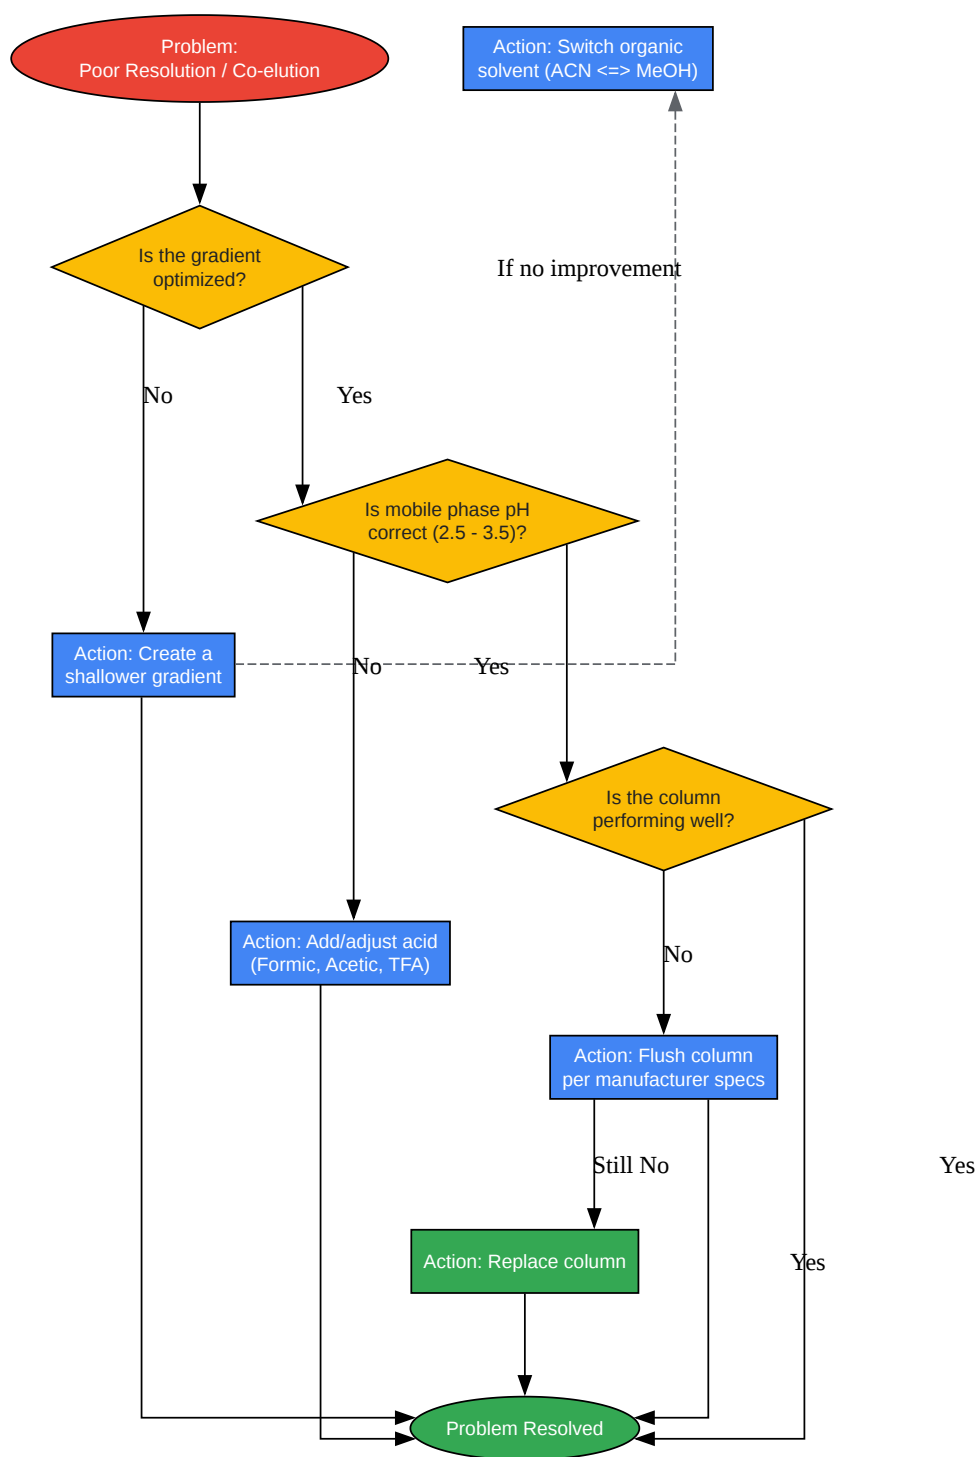 Problem:
Poor Resolution / Co-elution
Action: Switch organic
solvent (ACN <=> MeOH)
Is the gradient
optimized?
If no improvement
No
Yes
Is mobile phase pH
correct (2.5 - 3.5)?
Action: Create a
shallower gradient
No
Yes
Is the column
performing well?
Action: Add/adjust acid
(Formic, Acetic, TFA)
No
Action: Flush column
per manufacturer specs
Still No
Yes
Action: Replace column
Yes
Problem Resolved